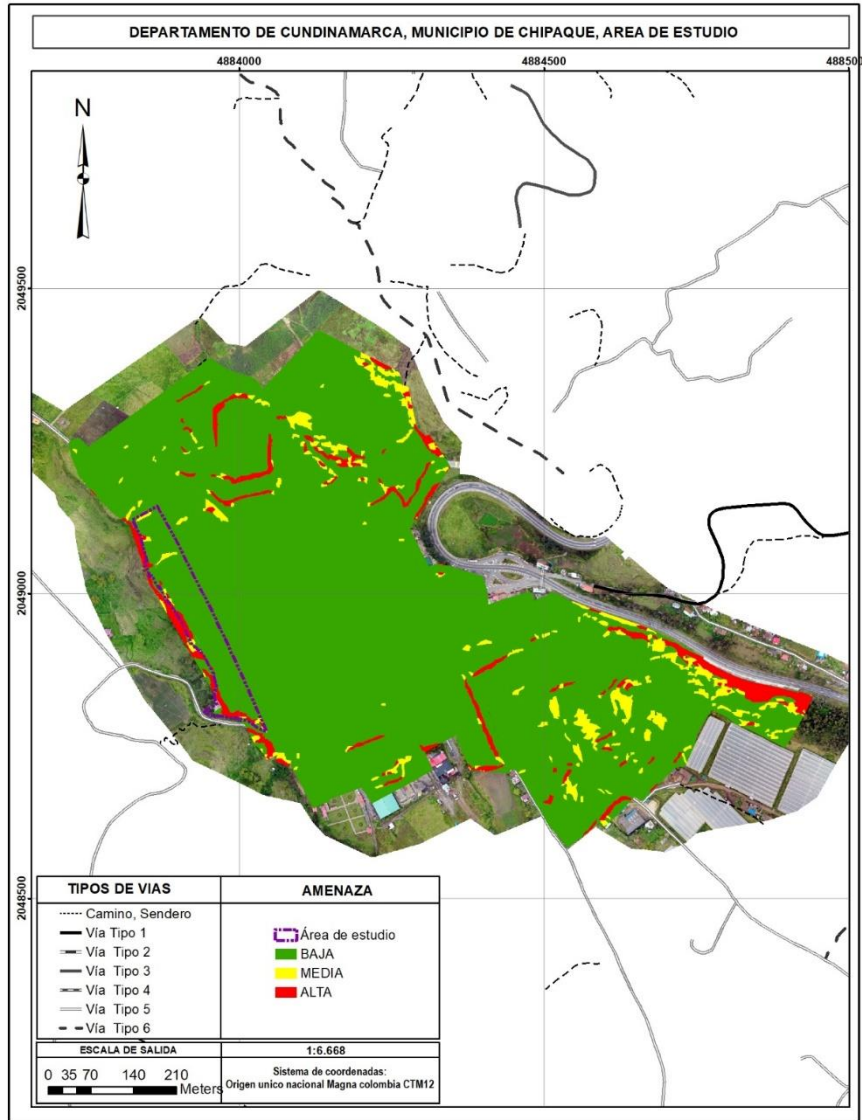 DEPARTAMENTO DE CUNDINAMARCA, MUNICIPIO DE CHIPAQUE, AREA DE ESTUDIO
4884000
4884500
488500
N
2049500
2049000
2048500
TIPOS DE VIAS
Camino, Sendero
Vía Tipo 1
Vía Tipo 2
Vía Tipo 3
Vía Tipo 4
Vía Tipo 5
Vía Tipo 6
AMENAZA
Área de estudio
BAJA
MEDIA
ALTA
ESCALA DE SALIDA
0 35 70 140 210
Meters
1:6.668
Sistema de coordenadas:
Origen unico nacional Magna colombia CTM12